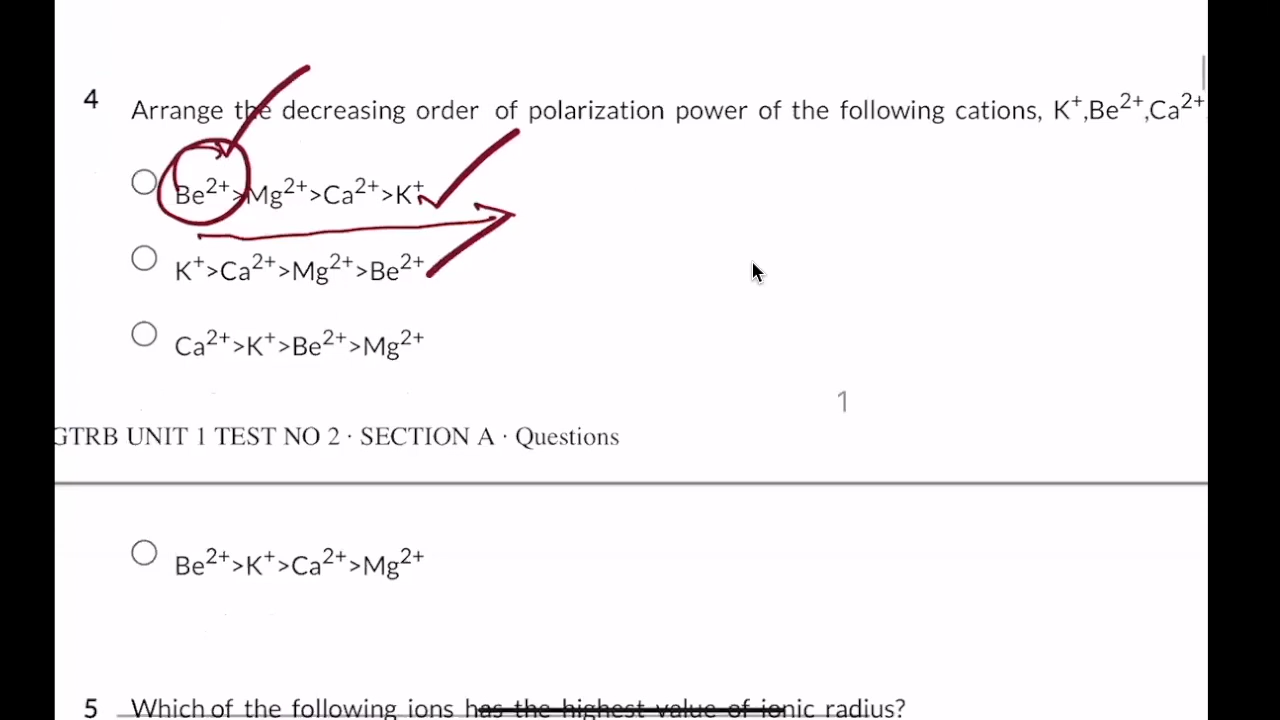 4 Arrange the decreasing order of polarization power of the following cations, K⁺,Be²⁺,Ca²⁺
Be²⁺>Mg²⁺>Ca²⁺>K⁺
K⁺>Ca²⁺>Mg²⁺>Be²⁺
Ca²⁺>K⁺>Be²⁺>Mg²⁺
1
GTRB UNIT 1 TEST NO 2 · SECTION A · Questions
Be²⁺>K⁺>Ca²⁺>Mg²⁺
5 Which of the following ions has the highest value of ionic radius?